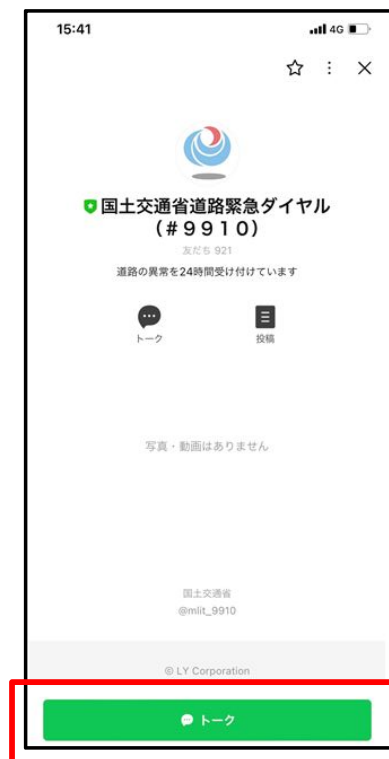 15:41
4G
国土交通省道路緊急ダイヤル
(＃９９１０)
友だち 921
道路の異常を24時間受け付けています
トーク
投稿
写真・動画はありません
国土交通省
@mlit_9910
© LY Corporation
トーク